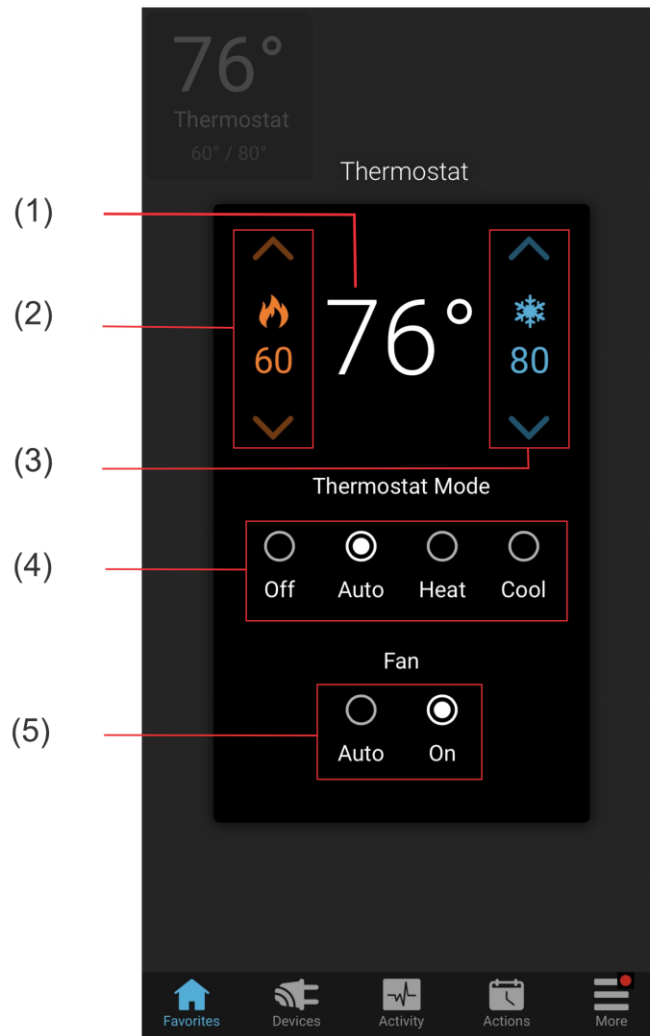 76°
Thermostat
60° / 80°
Thermostat
(1)
(2)
60
76°
80
(3)
Thermostat Mode
(4)
Off Auto Heat Cool
Fan
(5)
Auto On
Favorites Devices Activity Actions More